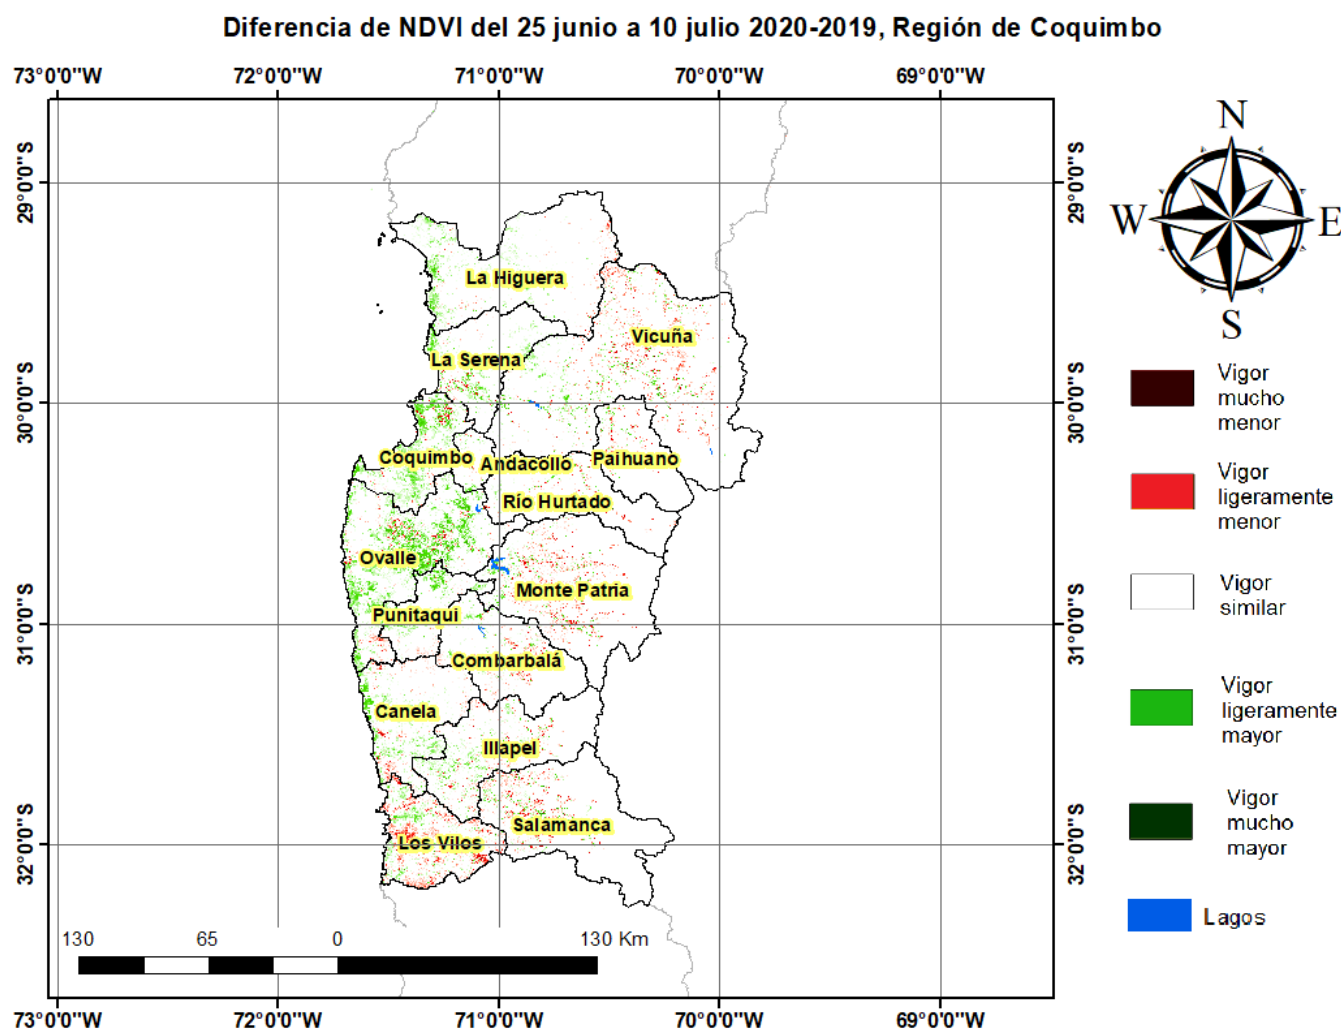 Diferencia de NDVI del 25 junio a 10 julio 2020-2019, Región de Coquimbo
73°0'0"W 72°0'0"W 71°0'0"W 70°0'0"W 69°0'0"W
29°0'0"S
29°0'0"S
30°0'0"S
30°0'0"S
31°0'0"S
31°0'0"S
32°0'0"S
32°0'0"S
La Higuera
Vicuña
La Serena
Coquimbo
Andacollo
Paihuano
Río Hurtado
Ovalle
Monte Patria
Punitaqui
Combarbalá
Canela
Illapel
Salamanca
Los Vilos
130 65 0 130 Km
73°0'0"W 72°0'0"W 71°0'0"W 70°0'0"W 69°0'0"W
N
W E
S
Vigor
mucho
menor
Vigor
ligeramente
menor
Vigor
similar
Vigor
ligeramente
mayor
Vigor
mucho
mayor
Lagos